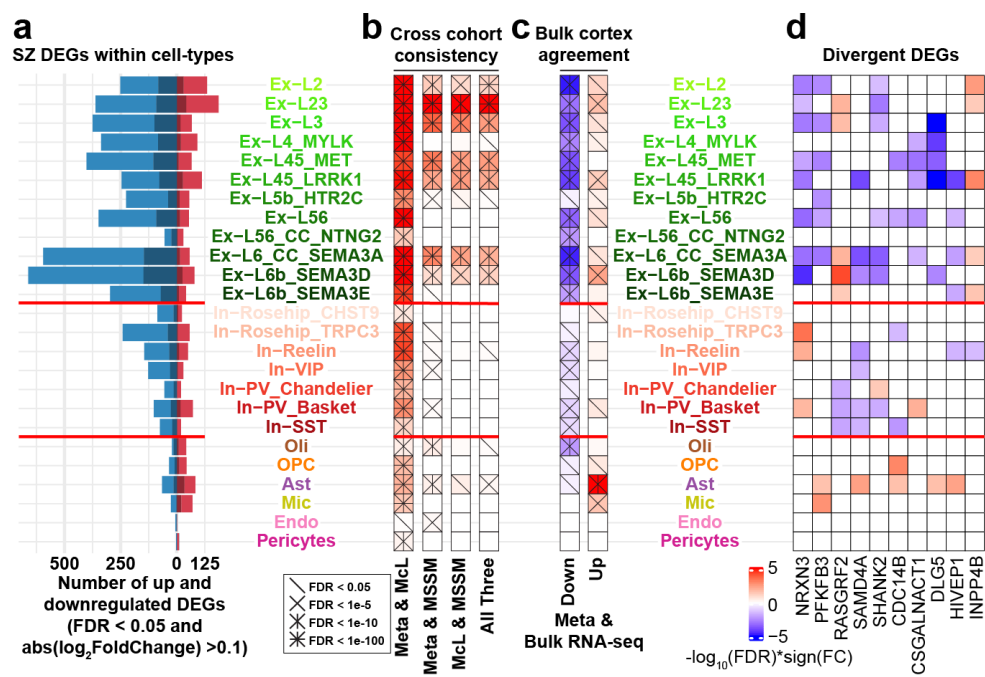 a
SZ DEGs within cell-types
b
Cross cohort
consistency
c
Bulk cortex
agreement
d
Divergent DEGs
Ex−L2
Ex−L23
Ex−L3
Ex−L4_MYLK
Ex−L45_MET
Ex−L45_LRRK1
Ex−L5b_HTR2C
Ex−L56
Ex−L56_CC_NTNG2
Ex−L6_CC_SEMA3A
Ex−L6b_SEMA3D
Ex−L6b_SEMA3E
In−Rosehip_CHST9
In−Rosehip_TRPC3
In−Reelin
In−VIP
In−PV_Chandelier
In−PV_Basket
In−SST
Oli
OPC
Ast
Mic
Endo
Pericytes
Ex−L2
Ex−L23
Ex−L3
Ex−L4_MYLK
Ex−L45_MET
Ex−L45_LRRK1
Ex−L5b_HTR2C
Ex−L56
Ex−L56_CC_NTNG2
Ex−L6_CC_SEMA3A
Ex−L6b_SEMA3D
Ex−L6b_SEMA3E
In−Rosehip_CHST9
In−Rosehip_TRPC3
In−Reelin
In−VIP
In−PV_Chandelier
In−PV_Basket
In−SST
Oli
OPC
Ast
Mic
Endo
Pericytes
500 250 0 125
Number of up and
downregulated DEGs
(FDR < 0.05 and
abs(log2FoldChange) >0.1)
FDR < 0.05
FDR < 1e-5
FDR < 1e-10
FDR < 1e-100
Meta & McL
Meta & MSSM
McL & MSSM
All Three
Down
Up
Meta &
Bulk RNA-seq
5
0
−5
-log10(FDR)*sign(FC)
NRXN3
PFKFB3
RASGRF2
SAMD4A
SHANK2
CDC14B
CSGALNACT1
DLG5
HIVEP1
INPP4B